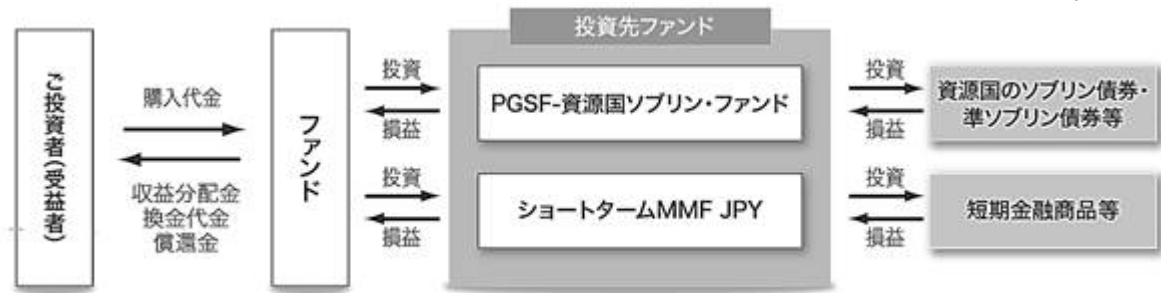 ご投資者(受益者)
購入代金
収益分配金
換金代金
償還金
ファンド
投資
損益
投資
損益
投資先ファンド
PGSF-資源国ソブリン・ファンド
ショートタームMMF JPY
投資
損益
投資
損益
資源国のソブリン債券・
準ソブリン債券等
短期金融商品等